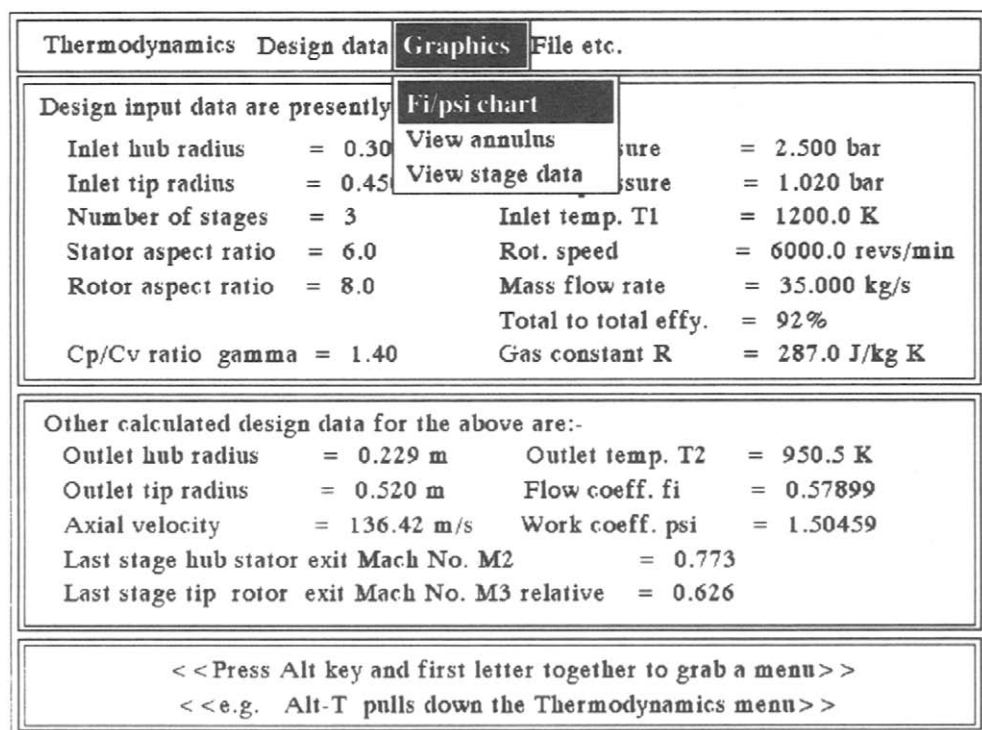 Thermodynamics Design data Graphics File etc.
Design input data are presently
Fi/psi chart
View annulus
View stage data
Inlet hub radius = 0.30 sure = 2.500 bar
Inlet tip radius = 0.45 ssure = 1.020 bar
Number of stages = 3 Inlet temp. T1 = 1200.0 K
Stator aspect ratio = 6.0 Rot. speed = 6000.0 revs/min
Rotor aspect ratio = 8.0 Mass flow rate = 35.000 kg/s
Total to total effy. = 92%
Cp/Cv ratio gamma = 1.40 Gas constant R = 287.0 J/kg K
Other calculated design data for the above are:-
Outlet hub radius = 0.229 m Outlet temp. T2 = 950.5 K
Outlet tip radius = 0.520 m Flow coeff. fi = 0.57899
Axial velocity = 136.42 m/s Work coeff. psi = 1.50459
Last stage hub stator exit Mach No. M2 = 0.773
Last stage tip rotor exit Mach No. M3 relative = 0.626
<<Press Alt key and first letter together to grab a menu>>
<<e.g. Alt-T pulls down the Thermodynamics menu>>